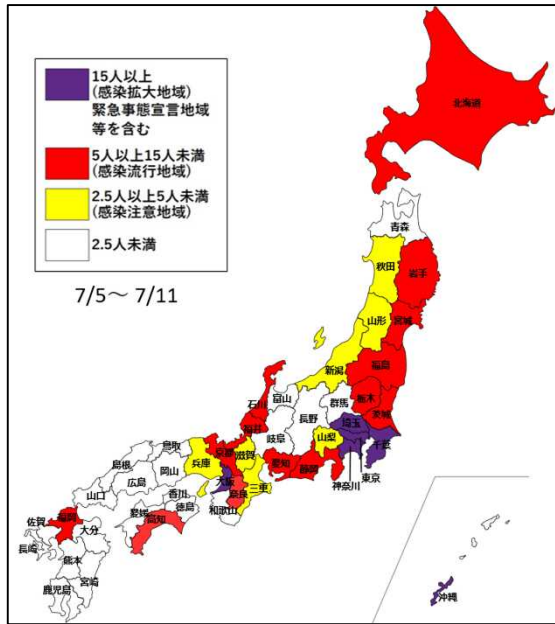 15人以上
(感染拡大地域)
緊急事態宣言地域
等を含む
5人以上15人未満
(感染流行地域)
2.5人以上5人未満
(感染注意地域)
2.5人未満
7/5～ 7/11
北海道
青森
秋田
岩手
山形
宮城
新潟
福島
石川
富山
群馬
栃木
茨城
福井
長野
埼玉
岐阜
山梨
千葉
東京
神奈川
鳥取
京都
滋賀
愛知
静岡
島根
岡山
兵庫
大阪
奈良
三重
広島
山口
香川
徳島
和歌山
愛媛
高知
佐賀
福岡
大分
長崎
熊本
宮崎
鹿児島
沖縄